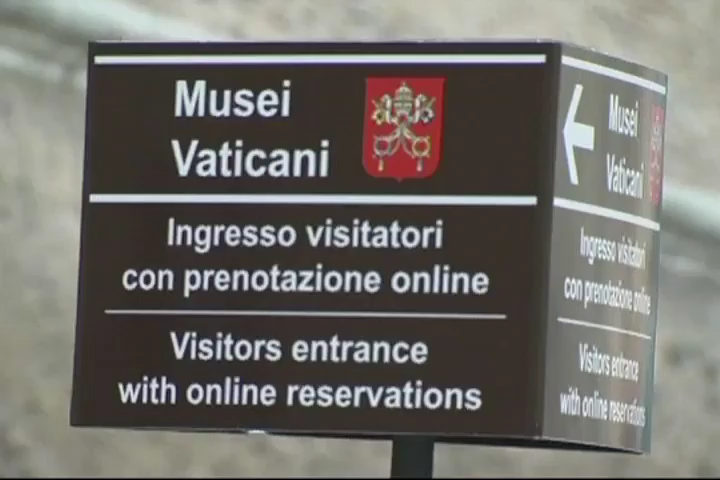 Musei
Vaticani
Ingresso visitatori
con prenotazione online
Visitors entrance
with online reservations
Musei
Vaticani
Ingresso visitatori
con prenotazione online
Visitors entrance
with online reservations